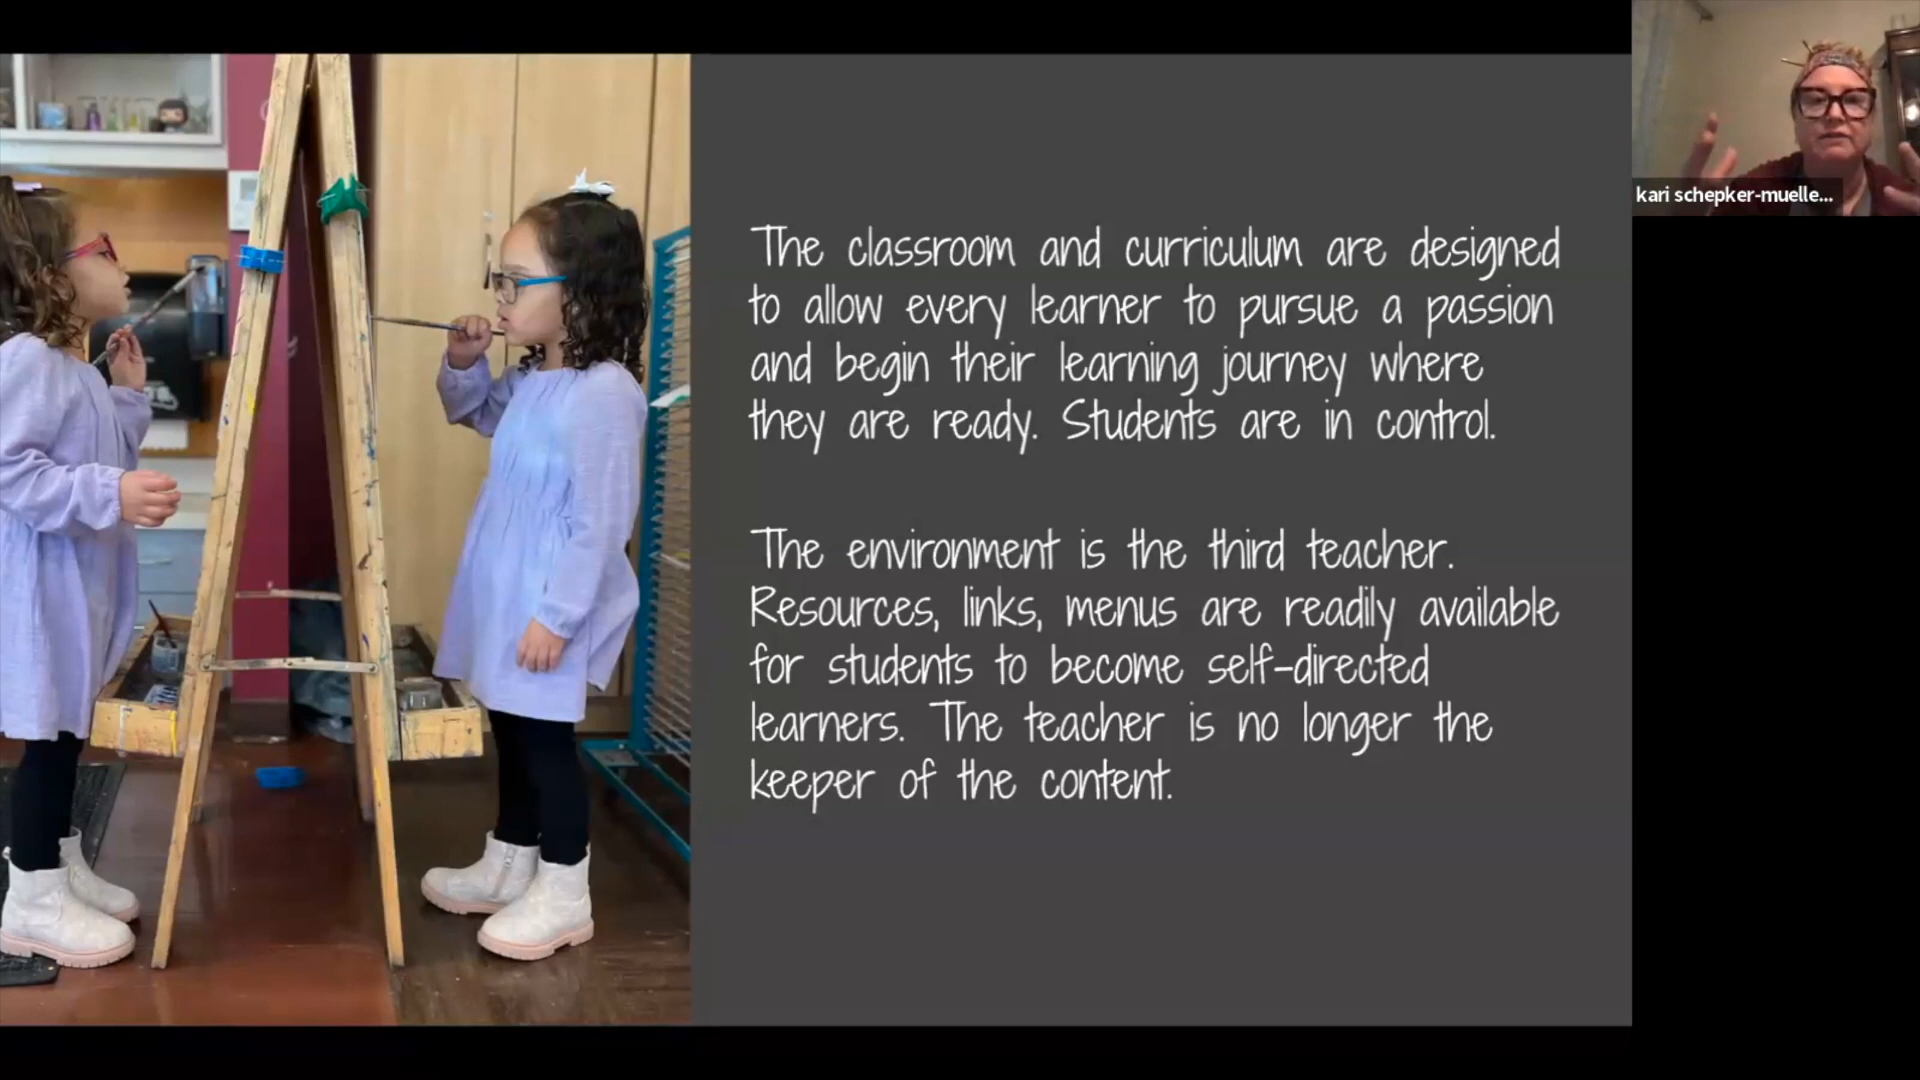 The classroom and curriculum are designed
to allow every learner to pursue a passion
and begin their learning journey where
they are ready. Students are in control.
The environment is the third teacher.
Resources, links, menus are readily available
for students to become self-directed
learners. The teacher is no longer the
keeper of the content.
kari schepker-muelle...